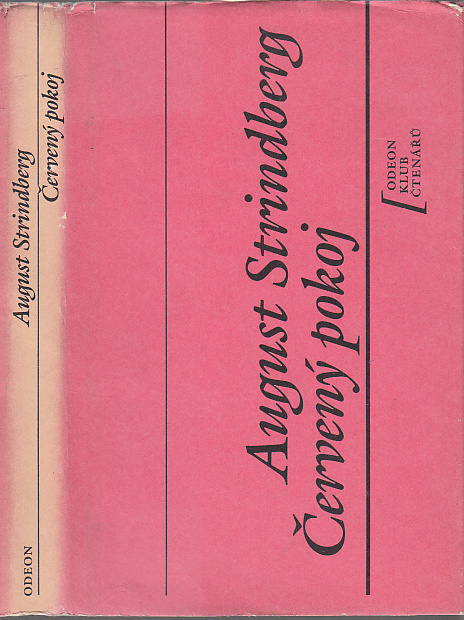 August Strindberg
Červený pokoj
ODEON
August Strindberg
Červený pokoj
ODEON
KLUB
ČTENÁŘŮ